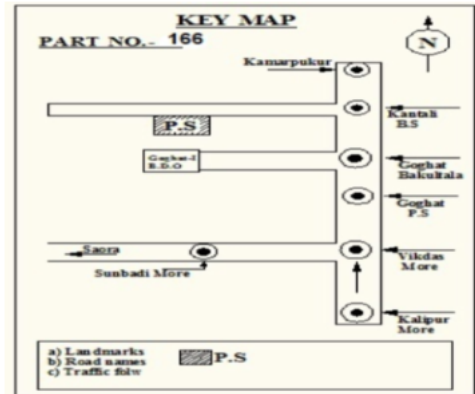 KEY MAP
PART NO.- 166
N
Kamarpukur
Kantali
B.S
P.S
Goghat-I
B.D.O
Goghat
Bakultala
Goghat
P.S
Saora
Sunbadi More
Vikdas
More
Kalipur
More
a) Landmarks
b) Road names
c) Traffic folw
P.S